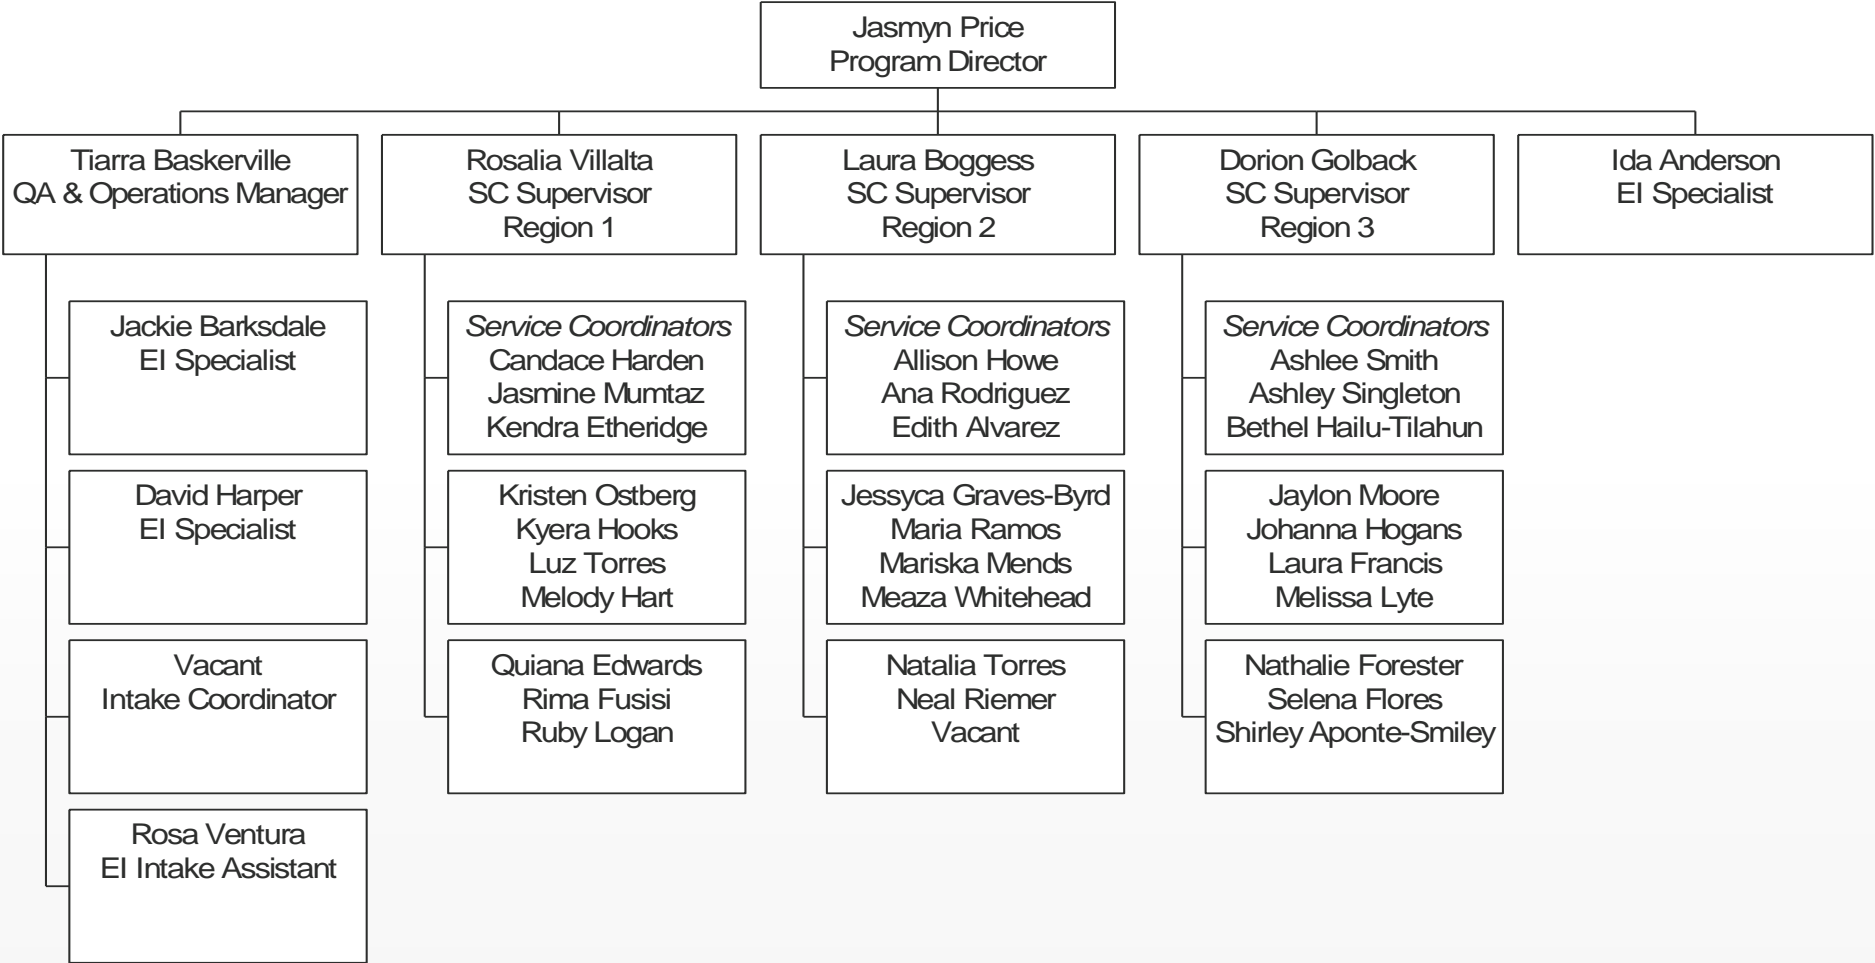 Jasmyn Price
Program Director
Tiarra Baskerville
QA & Operations Manager
Jackie Barksdale
EI Specialist
David Harper
EI Specialist
Vacant
Intake Coordinator
Rosa Ventura
EI Intake Assistant
Rosalia Villalta
SC Supervisor
Region 1
Service Coordinators
Candace Harden
Jasmine Mumtaz
Kendra Etheridge
Kristen Ostberg
Kyera Hooks
Luz Torres
Melody Hart
Quiana Edwards
Rima Fusisi
Ruby Logan
Laura Boggess
SC Supervisor
Region 2
Service Coordinators
Allison Howe
Ana Rodriguez
Edith Alvarez
Jessyca Graves-Byrd
Maria Ramos
Mariska Mends
Meaza Whitehead
Natalia Torres
Neal Riemer
Vacant
Dorion Golback
SC Supervisor
Region 3
Service Coordinators
Ashlee Smith
Ashley Singleton
Bethel Hailu-Tilahun
Jaylon Moore
Johanna Hogans
Laura Francis
Melissa Lyte
Nathalie Forester
Selena Flores
Shirley Aponte-Smiley
Ida Anderson
EI Specialist